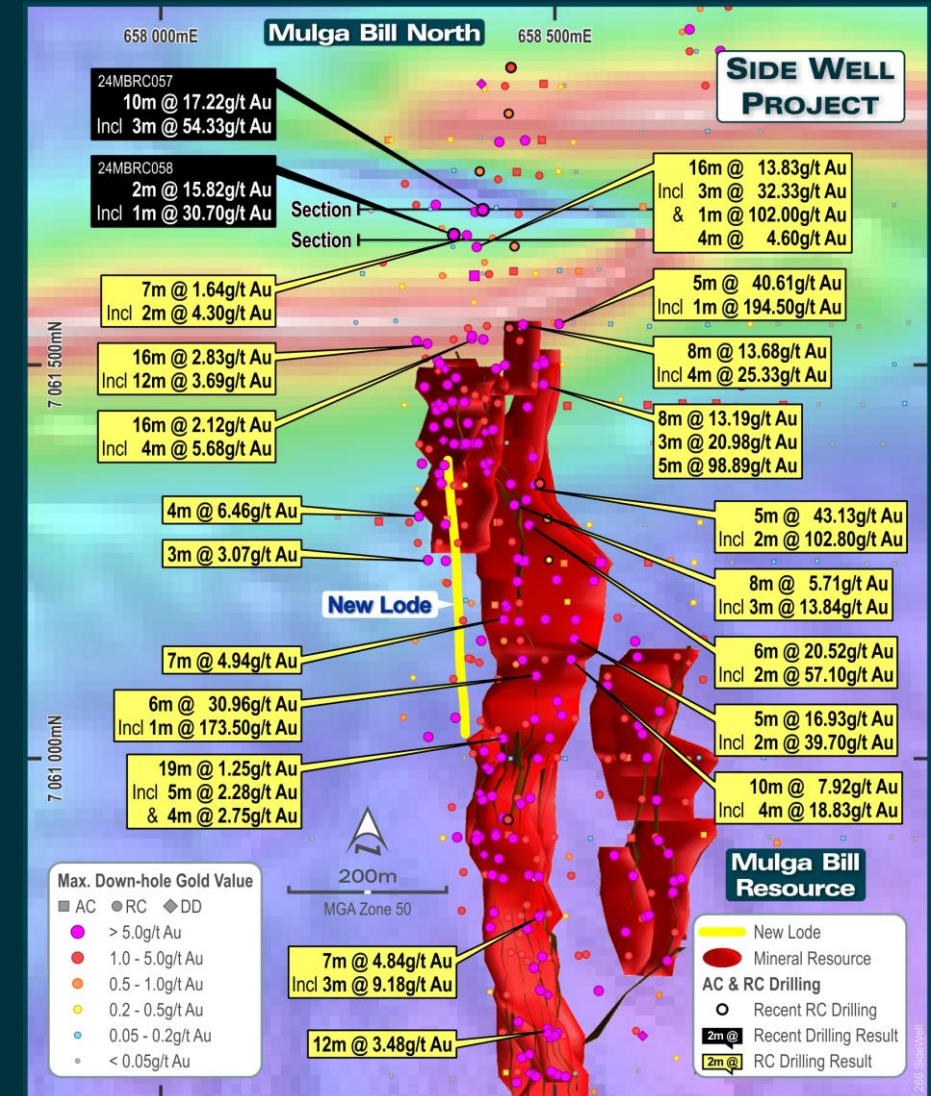 658 000mE
Mulga Bill North
658 500mE
SIDE WELL
PROJECT
24MBRC057
10m @ 17.22g/t Au
Incl 3m @ 54.33g/t Au
24MBRC058
2m @ 15.82g/t Au
Incl 1m @ 30.70g/t Au
Section
Section
16m @ 13.83g/t Au
Incl 3m @ 32.33g/t Au
& 1m @ 102.00g/t Au
4m @ 4.60g/t Au
7m @ 1.64g/t Au
Incl 2m @ 4.30g/t Au
5m @ 40.61g/t Au
Incl 1m @ 194.50g/t Au
7 061 500mN
16m @ 2.83g/t Au
Incl 12m @ 3.69g/t Au
8m @ 13.68g/t Au
Incl 4m @ 25.33g/t Au
16m @ 2.12g/t Au
Incl 4m @ 5.68g/t Au
8m @ 13.19g/t Au
3m @ 20.98g/t Au
5m @ 98.89g/t Au
4m @ 6.46g/t Au
5m @ 43.13g/t Au
Incl 2m @ 102.80g/t Au
3m @ 3.07g/t Au
8m @ 5.71g/t Au
Incl 3m @ 13.84g/t Au
New Lode
7m @ 4.94g/t Au
6m @ 20.52g/t Au
Incl 2m @ 57.10g/t Au
6m @ 30.96g/t Au
Incl 1m @ 173.50g/t Au
5m @ 16.93g/t Au
Incl 2m @ 39.70g/t Au
7 061 000mN
19m @ 1.25g/t Au
Incl 5m @ 2.28g/t Au
& 4m @ 2.75g/t Au
10m @ 7.92g/t Au
Incl 4m @ 18.83g/t Au
N
200m
MGA Zone 50
Mulga Bill
Resource
Max. Down-hole Gold Value
AC RC DD
> 5.0g/t Au
1.0 - 5.0g/t Au
0.5 - 1.0g/t Au
0.2 - 0.5g/t Au
0.05 - 0.2g/t Au
< 0.05g/t Au
7m @ 4.84g/t Au
Incl 3m @ 9.18g/t Au
12m @ 3.48g/t Au
New Lode
Mineral Resource
AC & RC Drilling
Recent RC Drilling
2m @ Recent Drilling Result
2m @ RC Drilling Result
266 SideWell